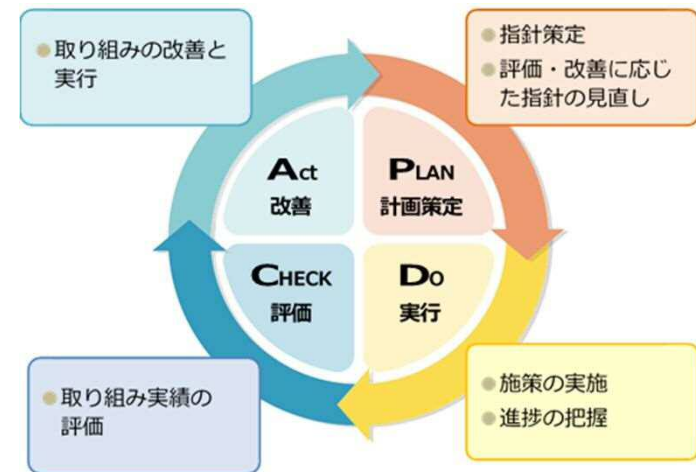 取り組みの改善と
実行
指針策定
評価・改善に応じ
た指針の見直し
Act
改善
PLAN
計画策定
CHECK
評価
Do
実行
取り組み実績の
評価
施策の実施
進捗の把握